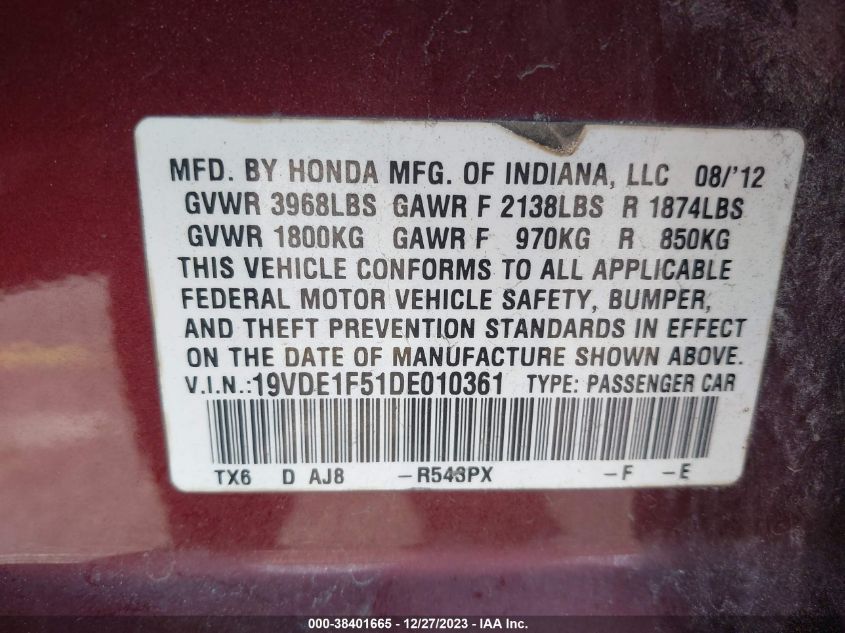 MFD. BY HONDA MFG. OF INDIANA, LLC 08/'12
GVWR 3968LBS GAWR F 2138LBS R 1874LBS
GVWR 1800KG GAWR F 970KG R 850KG
THIS VEHICLE CONFORMS TO ALL APPLICABLE
FEDERAL MOTOR VEHICLE SAFETY, BUMPER,
AND THEFT PREVENTION STANDARDS IN EFFECT
ON THE DATE OF MANUFACTURE SHOWN ABOVE.
V.I.N.:19VDE1F51DE010361 TYPE: PASSENGER CAR
TX6 D AJ8 –R543PX –F –E
000-38401665 - 12/27/2023 - IAA Inc.